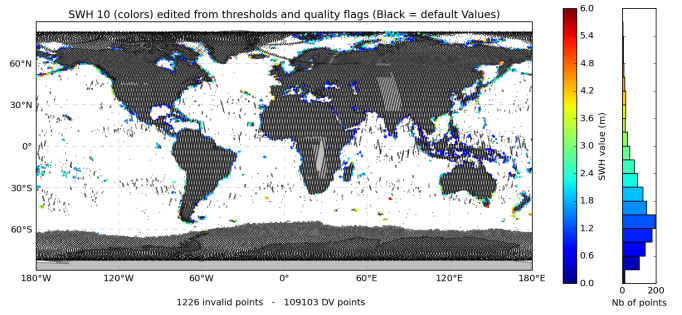 SWH 10 (colors) edited from thresholds and quality flags (Black = default Values)
60°N
30°N
0°
30°S
60°S
180°W 120°W 60°W 0° 60°E 120°E 180°E
1226 invalid points - 109103 DV points
6.0
5.4
4.8
4.2
3.6
3.0
2.4
1.8
1.2
0.6
0.0
SWH value (m)
0 200
Nb of points